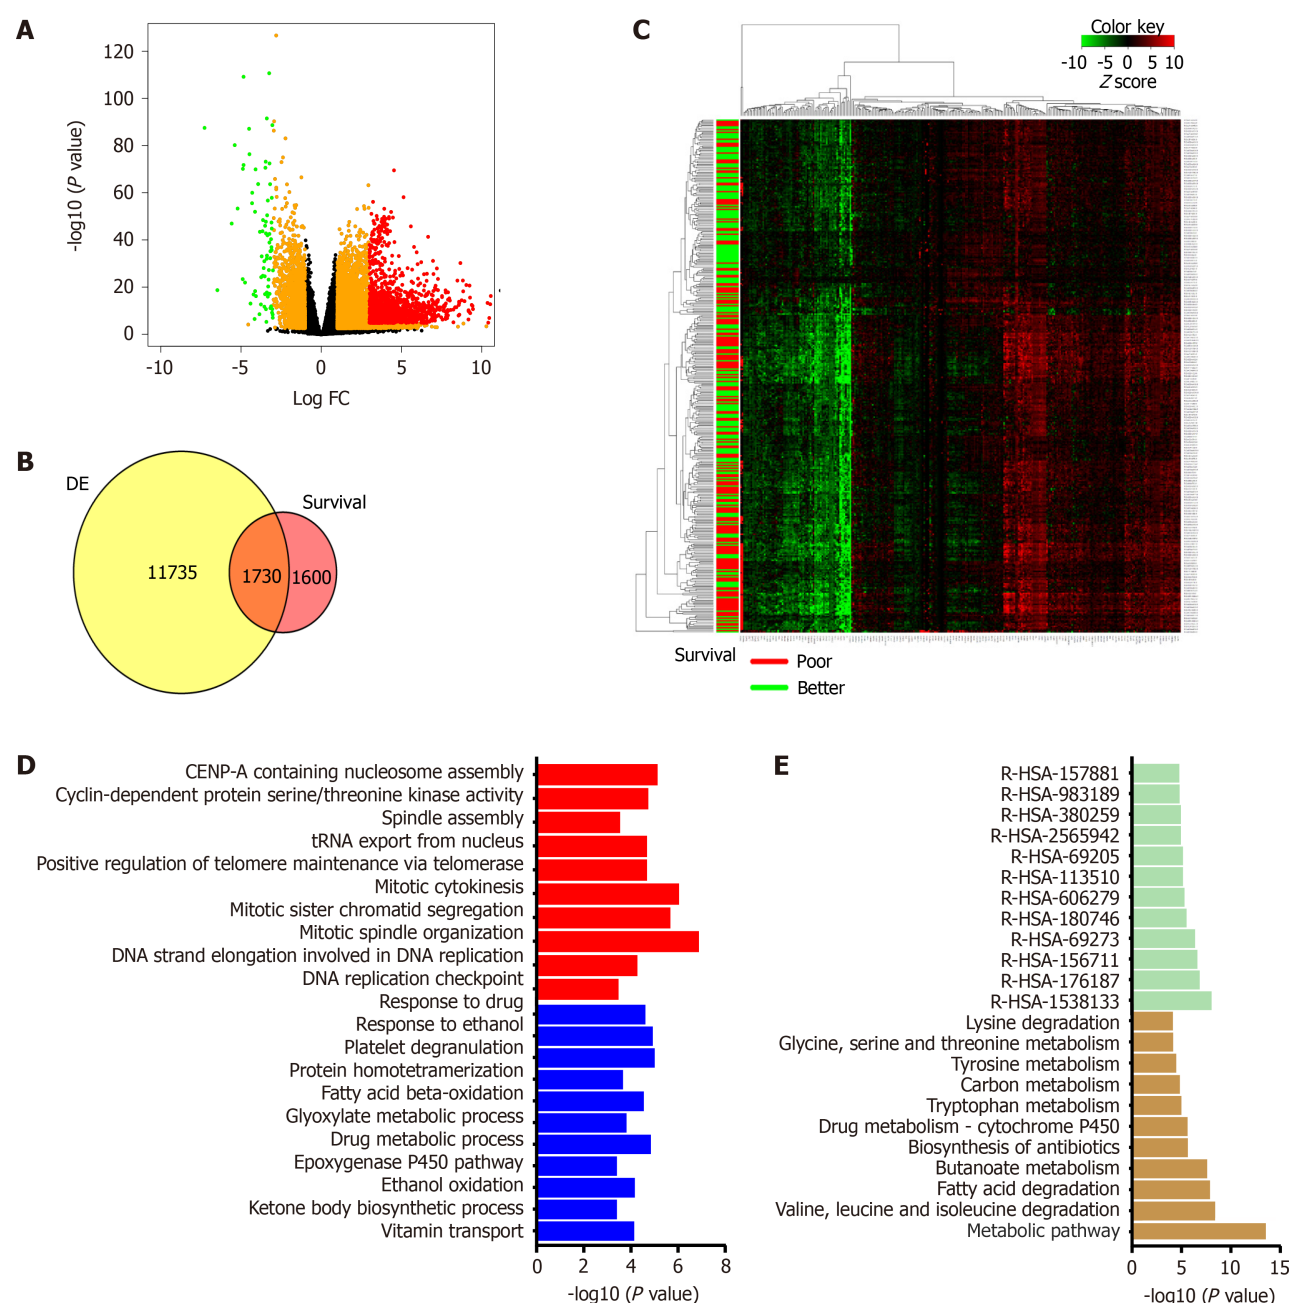 A
120
100
80
60
40
20
0
-log10 (P value)
-10
-5
0
5
10
Log FC
B
DE
Survival
11735
1730
1600
C
Color key
-10 -5 0 5 10
Z score
Survival
Poor
Better
D
CENP-A containing nucleosome assembly
Cyclin-dependent protein serine/threonine kinase activity
Spindle assembly
tRNA export from nucleus
Positive regulation of telomere maintenance via telomerase
Mitotic cytokinesis
Mitotic sister chromatid segregation
Mitotic spindle organization
DNA strand elongation involved in DNA replication
DNA replication checkpoint
Response to drug
Response to ethanol
Platelet degranulation
Protein homotetramerization
Fatty acid beta-oxidation
Glyoxylate metabolic process
Drug metabolic process
Epoxygenase P450 pathway
Ethanol oxidation
Ketone body biosynthetic process
Vitamin transport
0 2 4 6 8
-log10 (P value)
E
R-HSA-157881
R-HSA-983189
R-HSA-380259
R-HSA-2565942
R-HSA-69205
R-HSA-113510
R-HSA-606279
R-HSA-180746
R-HSA-69273
R-HSA-156711
R-HSA-176187
R-HSA-1538133
Lysine degradation
Glycine, serine and threonine metabolism
Tyrosine metabolism
Carbon metabolism
Tryptophan metabolism
Drug metabolism - cytochrome P450
Biosynthesis of antibiotics
Butanoate metabolism
Fatty acid degradation
Valine, leucine and isoleucine degradation
Metabolic pathway
0 5 10 15
-log10 (P value)